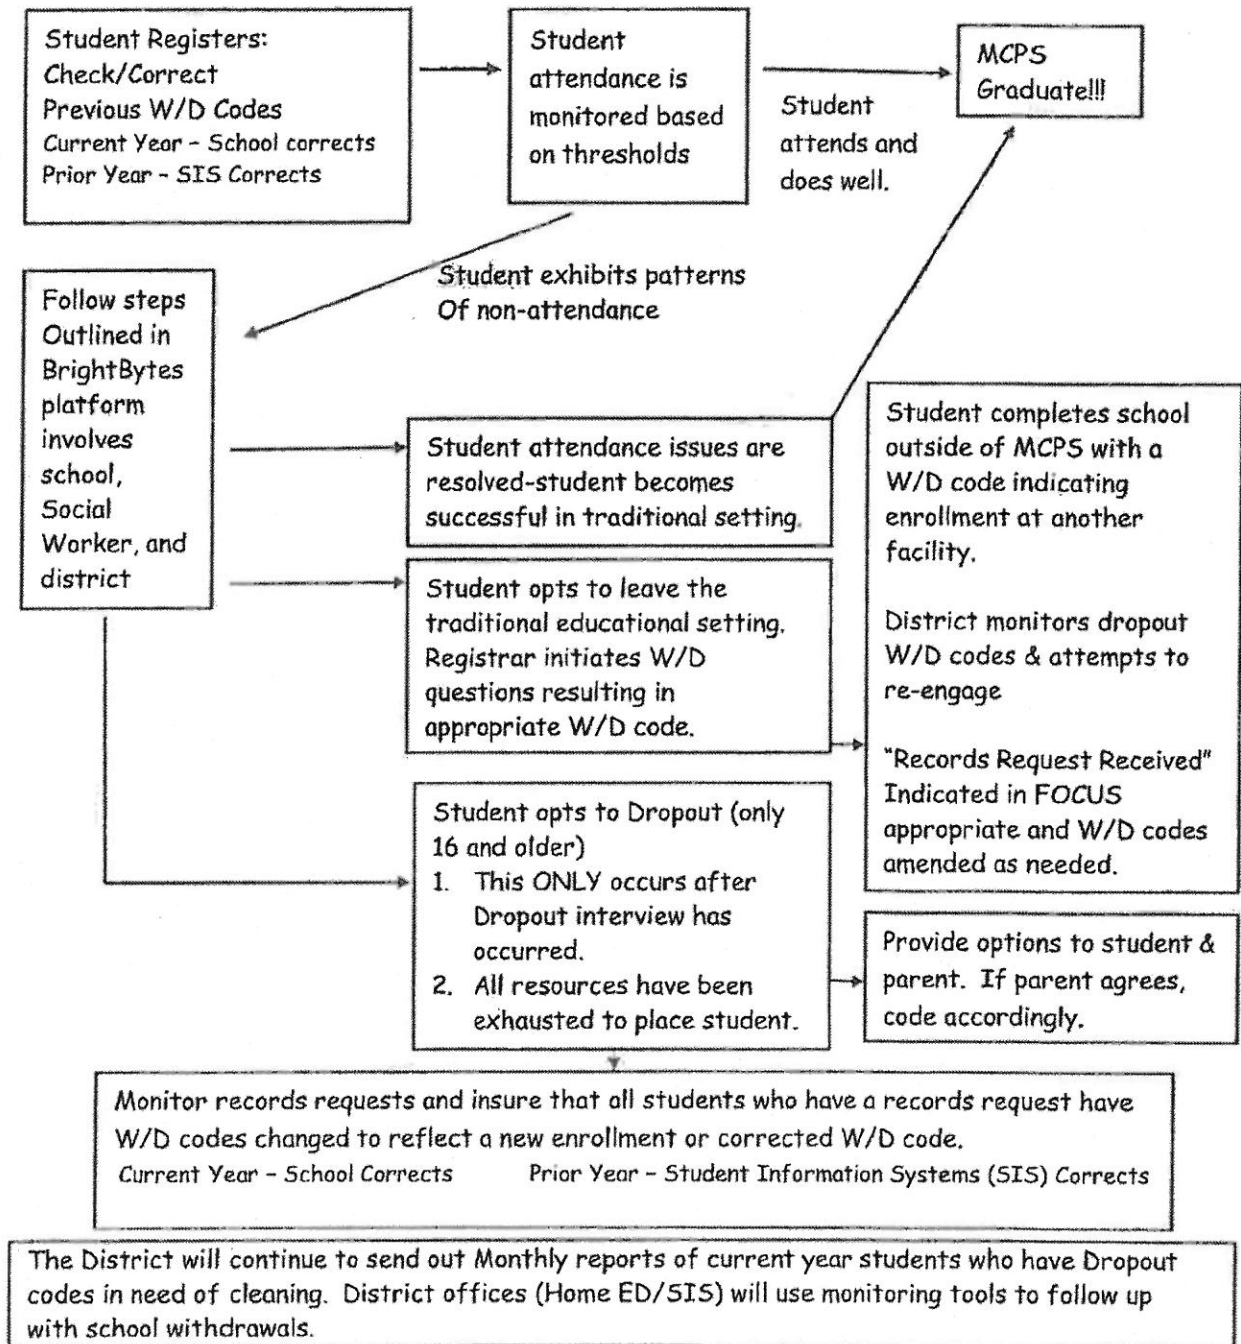 Student Registers:
Check/Correct
Previous W/D Codes
Current Year - School corrects
Prior Year - SIS Corrects
Student
attendance is
monitored based
on thresholds
Student
attends and
does well.
MCPS
Graduate!!!
Student exhibits patterns
Of non-attendance
Follow steps
Outlined in
BrightBytes
platform
involves
school,
Social
Worker, and
district
Student attendance issues are
resolved-student becomes
successful in traditional setting.
Student opts to leave the
traditional educational setting.
Registrar initiates W/D
questions resulting in
appropriate W/D code.
Student completes school
outside of MCPS with a
W/D code indicating
enrollment at another
facility.
District monitors dropout
W/D codes & attempts to
re-engage
"Records Request Received"
Indicated in FOCUS
appropriate and W/D codes
amended as needed.
Student opts to Dropout (only
16 and older)
1. This ONLY occurs after
Dropout interview has
occurred.
2. All resources have been
exhausted to place student.
Provide options to student &
parent. If parent agrees,
code accordingly.
Monitor records requests and insure that all students who have a records request have
W/D codes changed to reflect a new enrollment or corrected W/D code.
Current Year - School Corrects Prior Year - Student Information Systems (SIS) Corrects
The District will continue to send out Monthly reports of current year students who have Dropout
codes in need of cleaning. District offices (Home ED/SIS) will use monitoring tools to follow up
with school withdrawals.